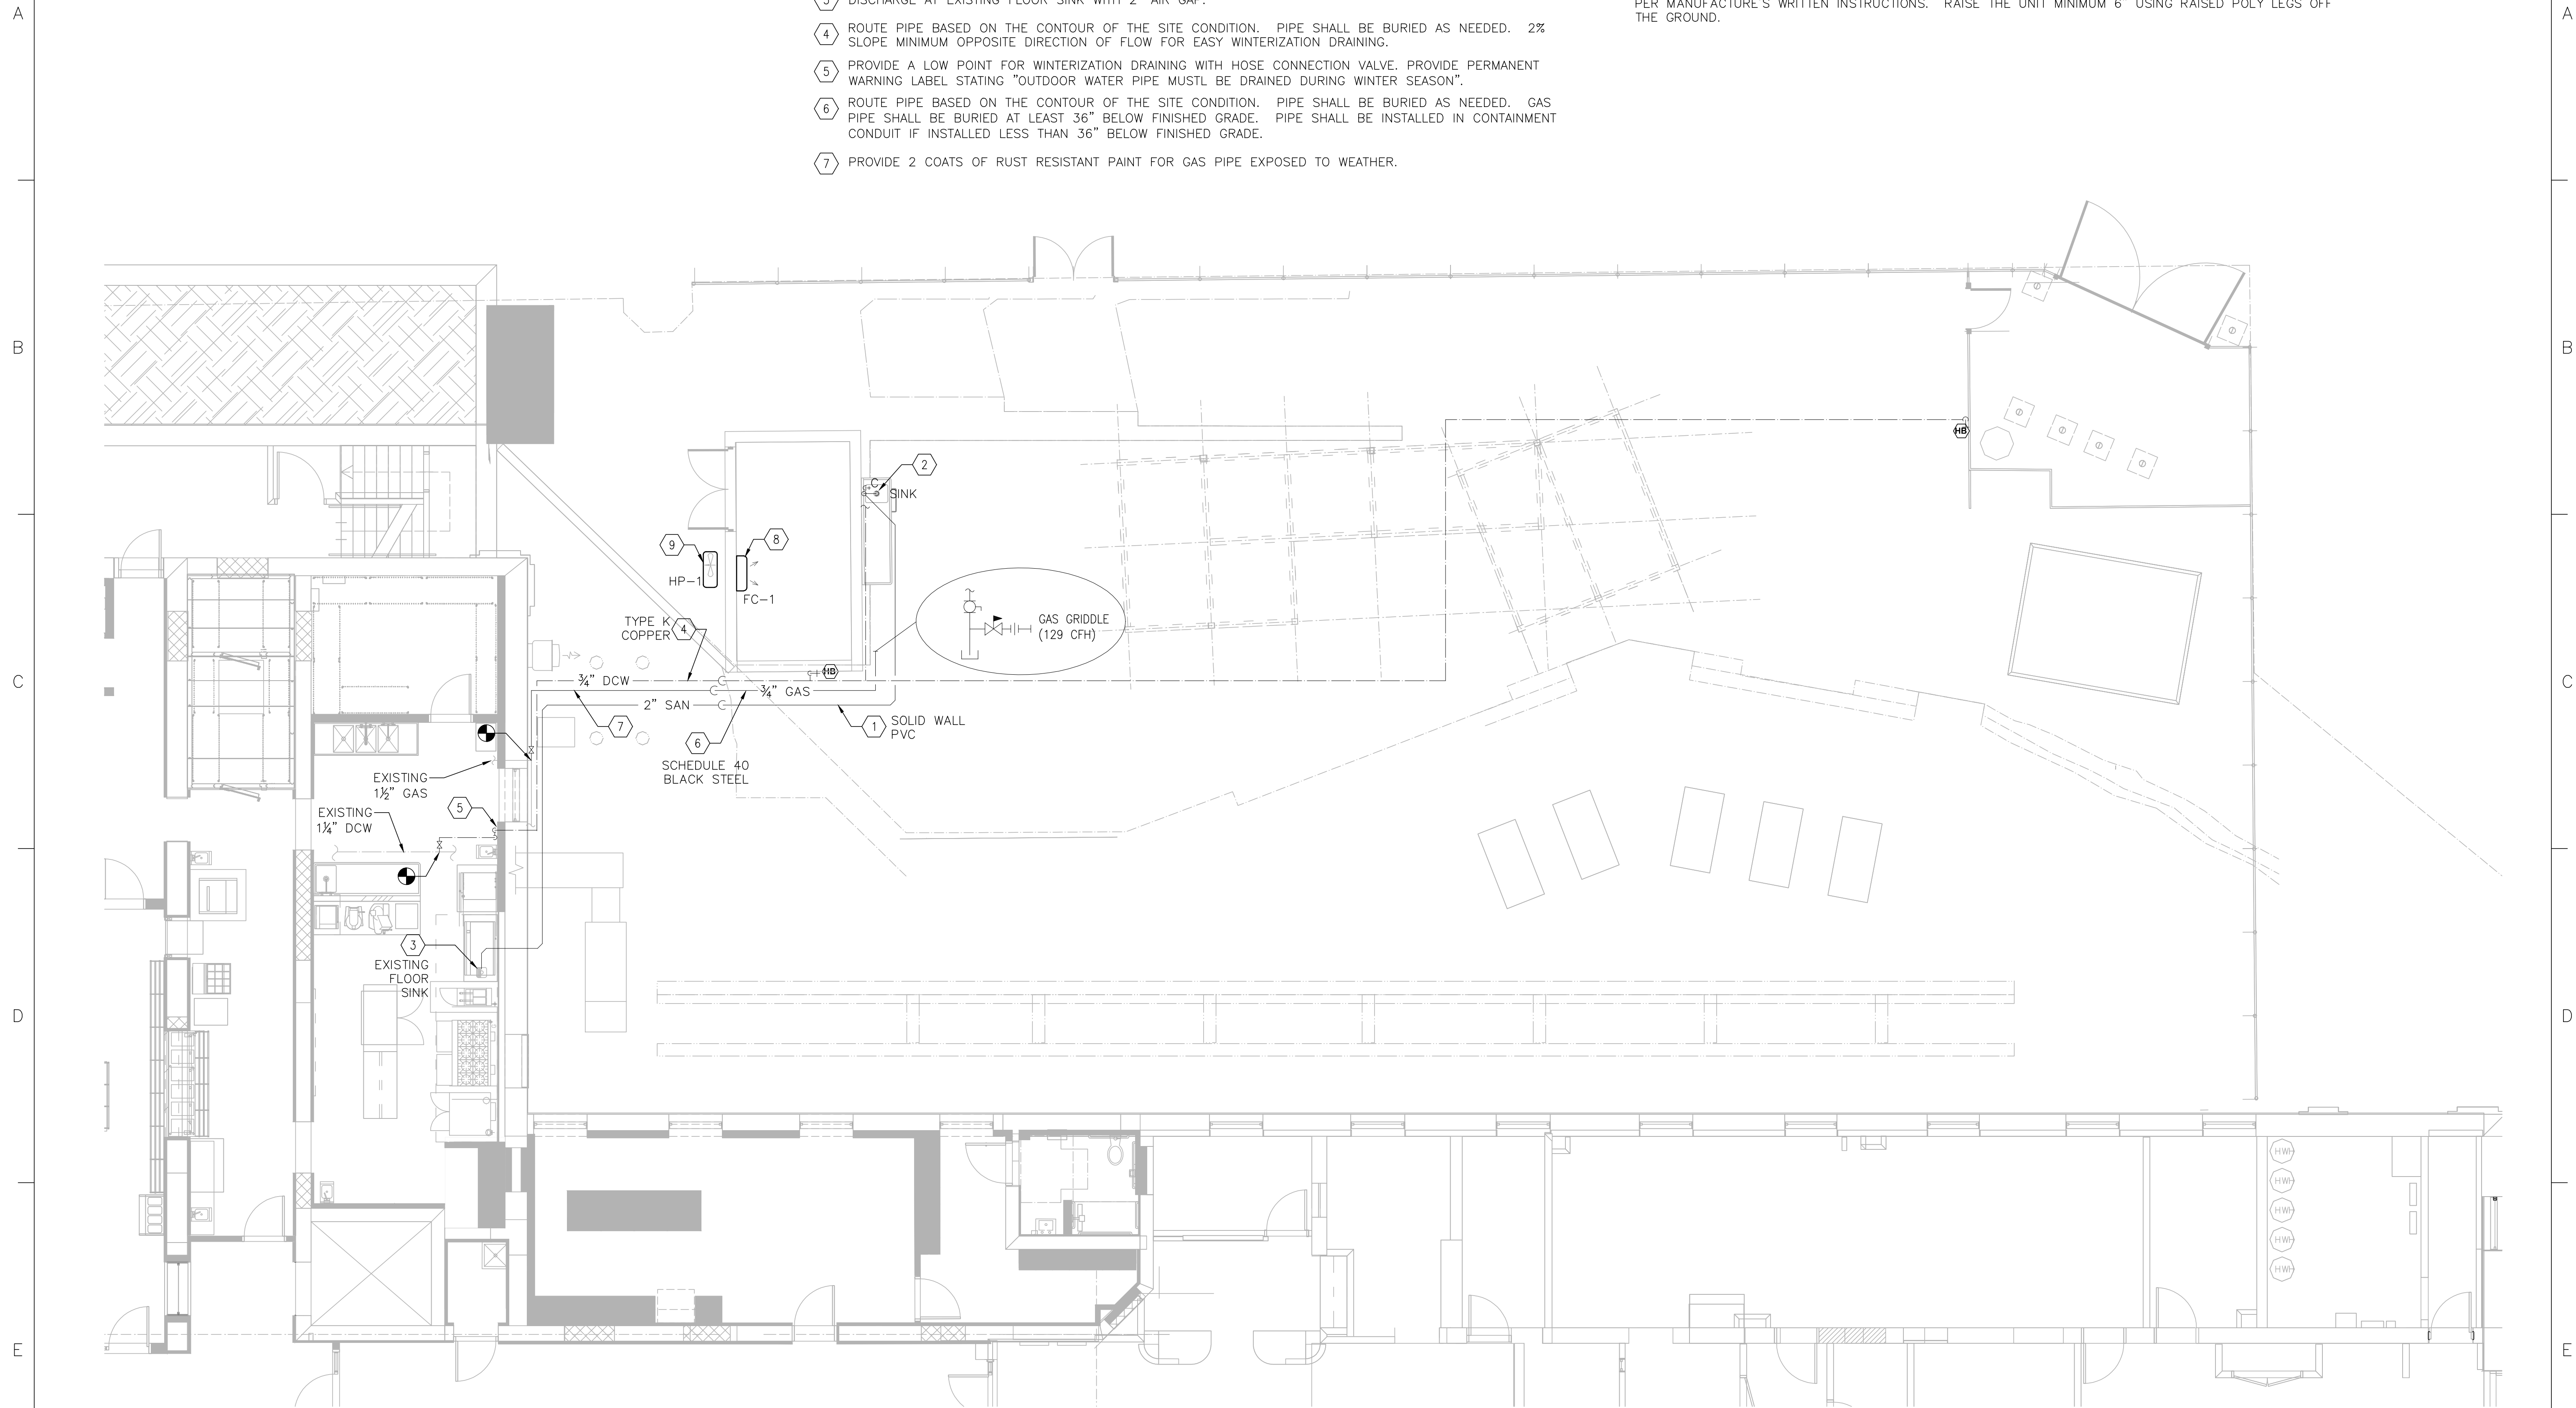 A
A
3 DISCHARGE AT EXISTING FLOOR SINK WITH 2" AIR GAP.
4 ROUTE PIPE BASED ON THE CONTOUR OF THE SITE CONDITION. PIPE SHALL BE BURIED AS NEEDED. 2%
SLOPE MINIMUM OPPOSITE DIRECTION OF FLOW FOR EASY WINTERIZATION DRAINING.
5 PROVIDE A LOW POINT FOR WINTERIZATION DRAINING WITH HOSE CONNECTION VALVE. PROVIDE PERMANENT
WARNING LABEL STATING "OUTDOOR WATER PIPE MUSTL BE DRAINED DURING WINTER SEASON".
6 ROUTE PIPE BASED ON THE CONTOUR OF THE SITE CONDITION. PIPE SHALL BE BURIED AS NEEDED. GAS
PIPE SHALL BE BURIED AT LEAST 36" BELOW FINISHED GRADE. PIPE SHALL BE INSTALLED IN CONTAINMENT
CONDUIT IF INSTALLED LESS THAN 36" BELOW FINISHED GRADE.
7 PROVIDE 2 COATS OF RUST RESISTANT PAINT FOR GAS PIPE EXPOSED TO WEATHER.
PER MANUFACTURE'S WRITTEN INSTRUCTIONS. RAISE THE UNIT MINIMUM 6" USING RAISED POLY LEGS OFF
THE GROUND.
B
B
HB
2
C
SINK
9
8
HP-1
FC-1
TYPE K
COPPER
4
GAS GRIDDLE
(129 CFH)
HB
C
C
¾" DCW
¾" GAS
2" SAN
7
6
1
SOLID WALL
PVC
SCHEDULE 40
BLACK STEEL
EXISTING
1½" GAS
5
EXISTING
1¼" DCW
3
EXISTING
FLOOR
SINK
D
D
HWH
HWH
HWH
HWH
HWH
E
E